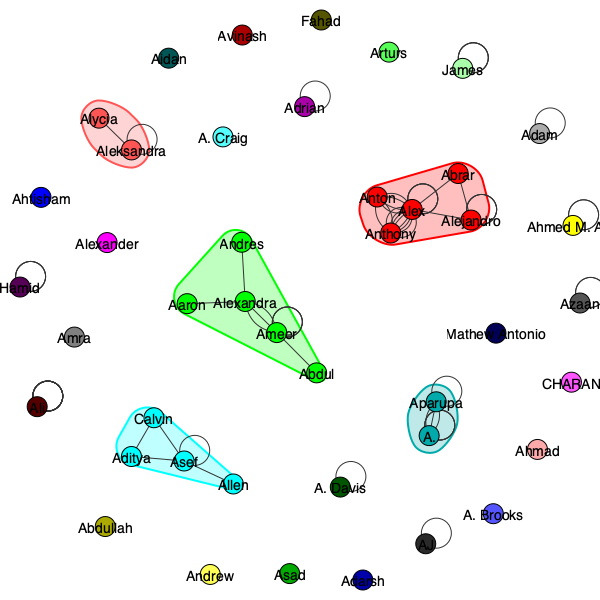 Fahad
Avinash
Arturs
Aidan
James
Adrian
Alycia
A. Craig
Adam
Aleksandra
Abrar
Anton
Ahtisham
Alex
Alejandro
Ahmed M. A
Anthony
Alexander
Andres
Hamid
Aaron
Alexandra
Azaan
Ameer
Mathew Antonio
Amra
Abdul
CHARAN
Aparupa
Calvin
A.
Aditya
Asef
Ahmad
Allen
A. Davis
A. Brooks
Abdullah
AJ
Andrew
Asad
Adarsh